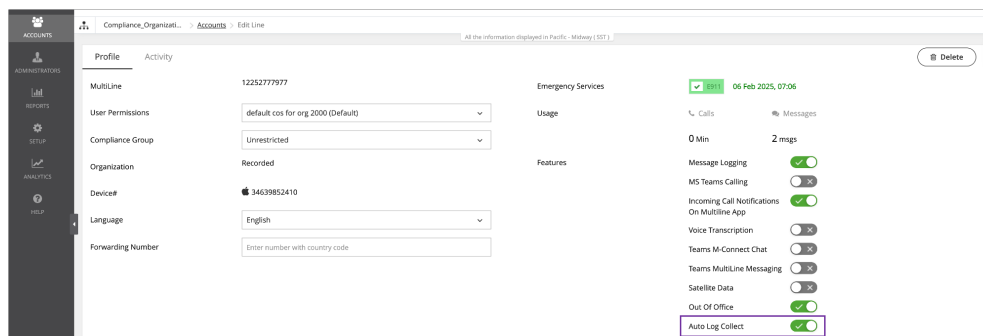 ACCOUNTS
ADMINISTRATORS
REPORTS
SETUP
ANALYTICS
HELP
Compliance_Organizati... > Accounts > Edit Line
All the information displayed in Pacific - Midway ( SST )
Profile Activity
Delete
MultiLine 12252777977
User Permissions default cos for org 2000 (Default)
Compliance Group Unrestricted
Organization Recorded
Device# 34639852410
Language English
Forwarding Number Enter number with country code
Emergency Services E911 06 Feb 2025, 07:06
Usage Calls Messages
0 Min 2 msgs
Features Message Logging
MS Teams Calling
Incoming Call Notifications
On Multiline App
Voice Transcription
Teams M-Connect Chat
Teams MultiLine Messaging
Satellite Data
Out Of Office
Auto Log Collect